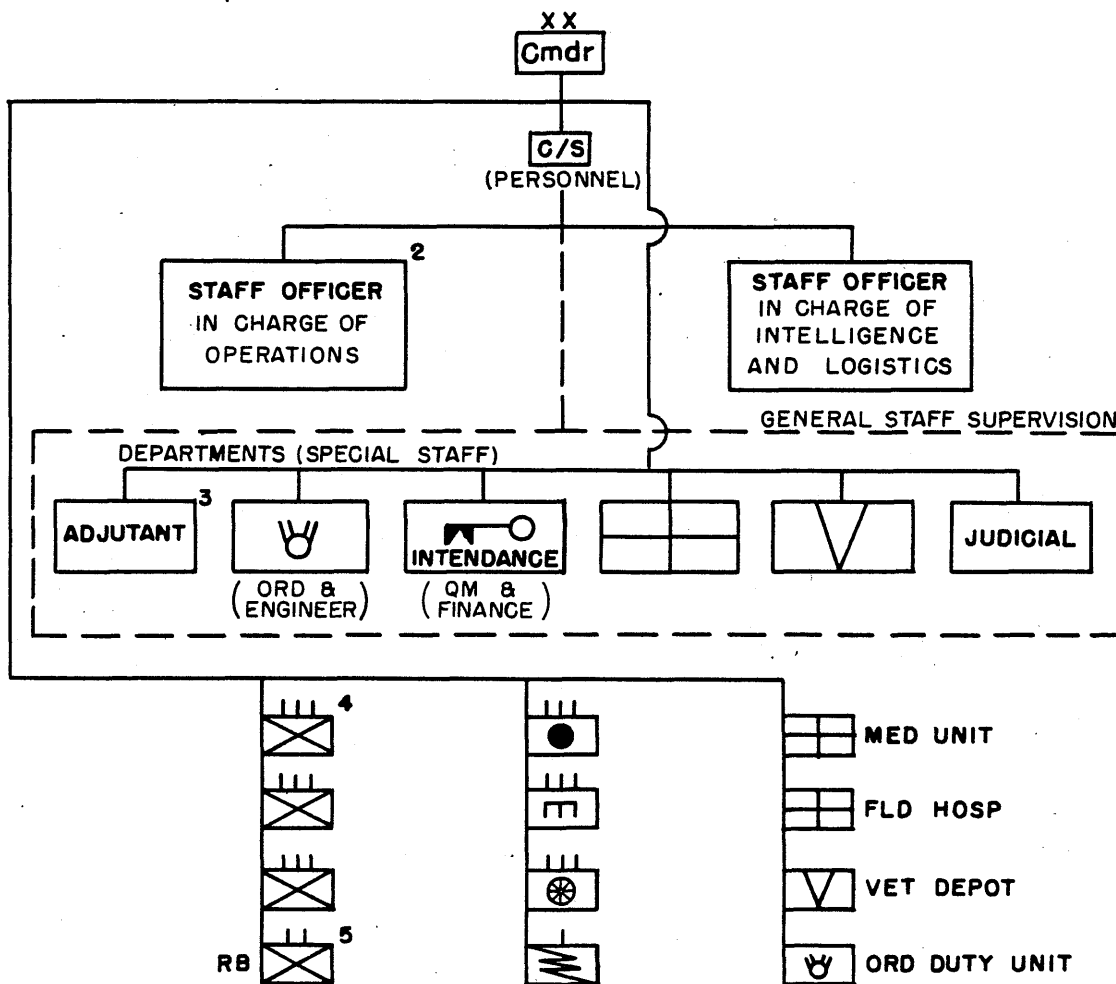 XX
Cmdr
C/S
(PERSONNEL)
2
STAFF OFFICER
IN CHARGE OF
OPERATIONS
STAFF OFFICER
IN CHARGE OF
INTELLIGENCE
AND LOGISTICS
GENERAL STAFF SUPERVISION
DEPARTMENTS (SPECIAL STAFF)
ADJUTANT 3
INTENDANCE
JUDICIAL
(ORD &
ENGINEER)
(QM &
FINANCE)
4
MED UNIT
FLD HOSP
VET DEPOT
RB
5
ORD DUTY UNIT